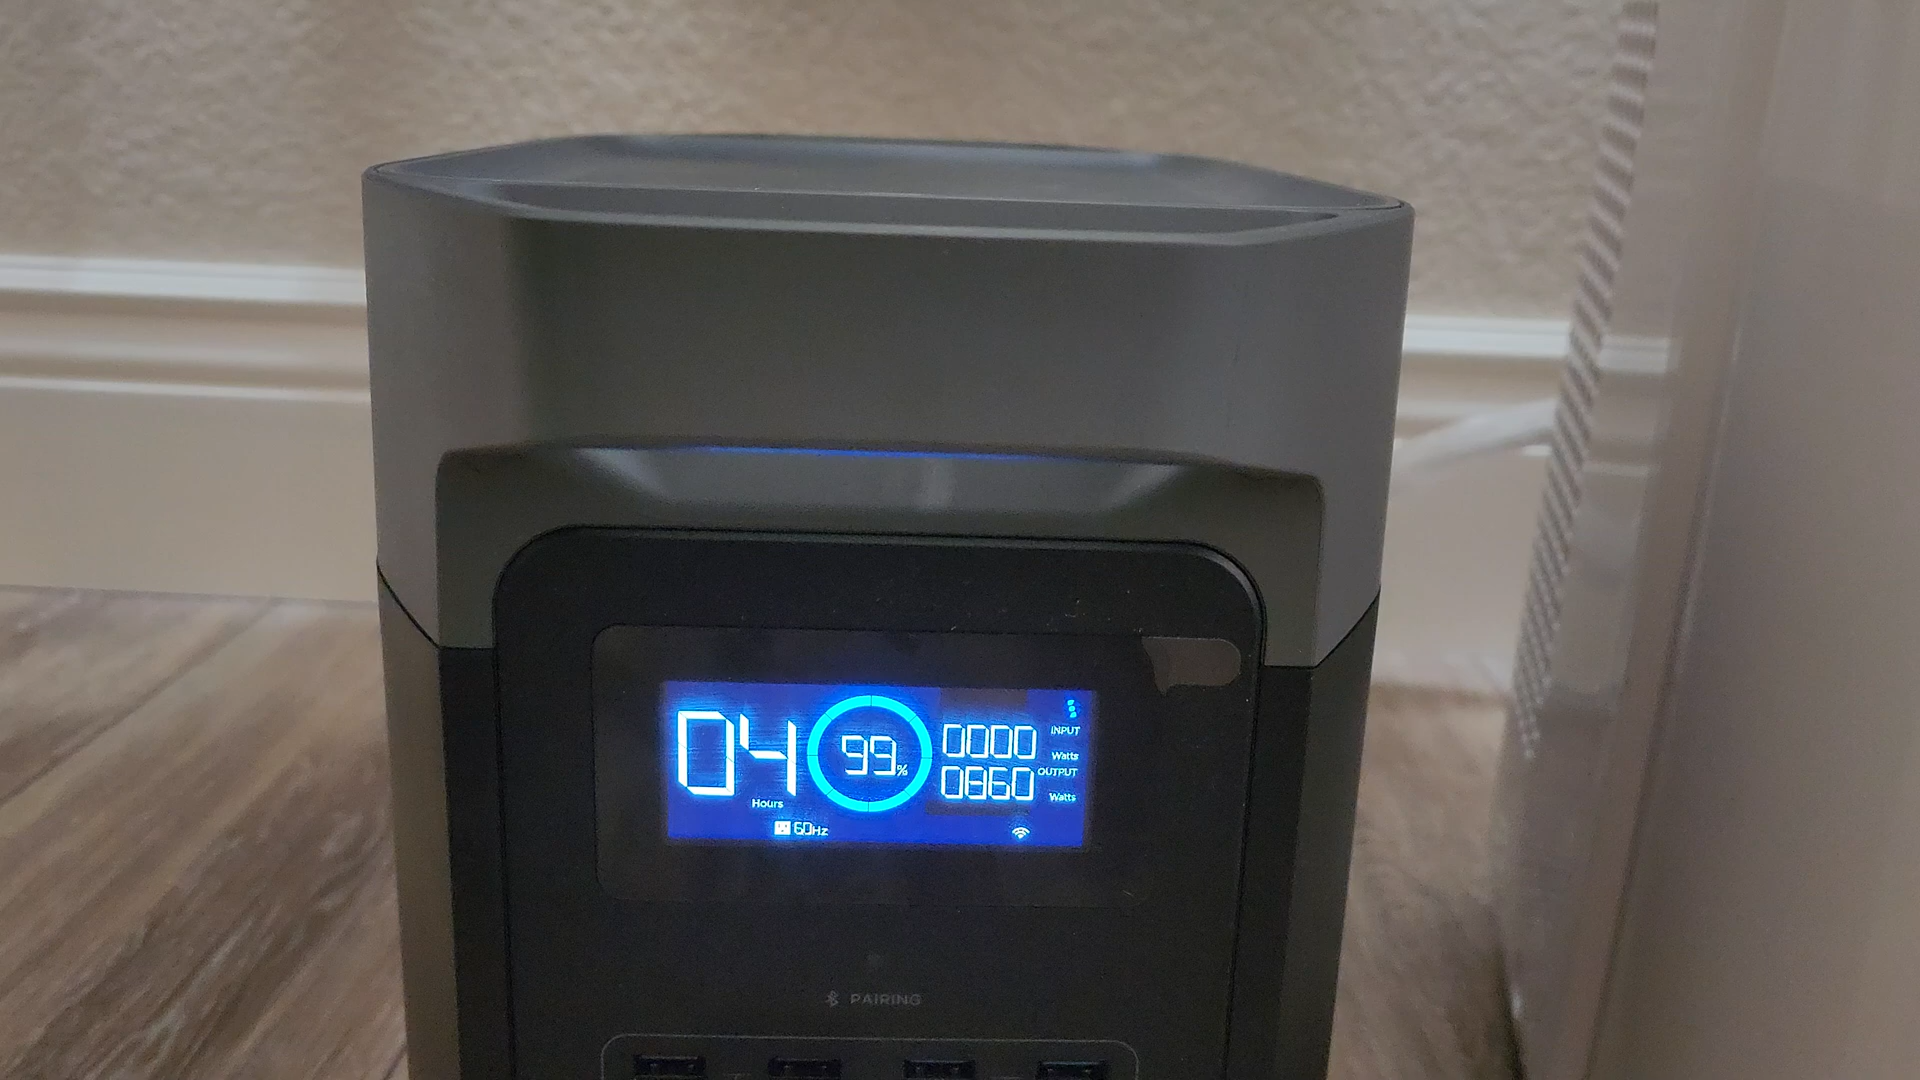 04 Hours
99%
0000 INPUT Watts
0860 OUTPUT Watts
60Hz
PAIRING